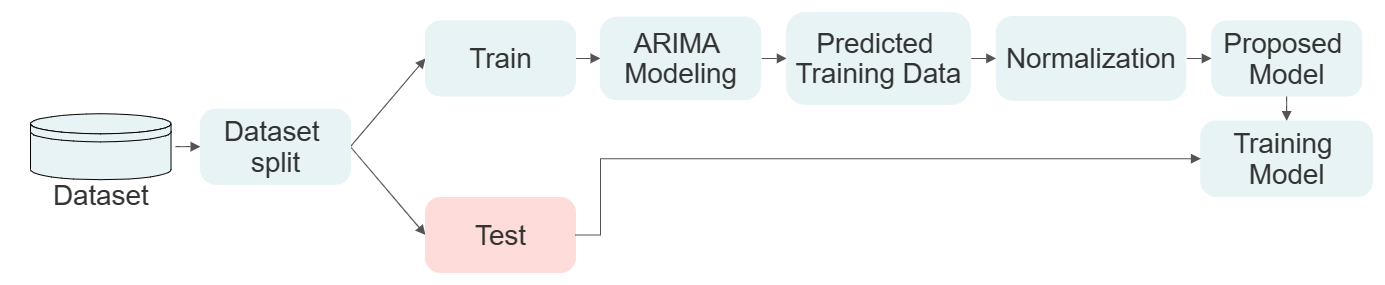 Dataset
Dataset
split
Train
ARIMA
Modeling
Predicted
Training Data
Normalization
Proposed
Model
Training
Model
Test